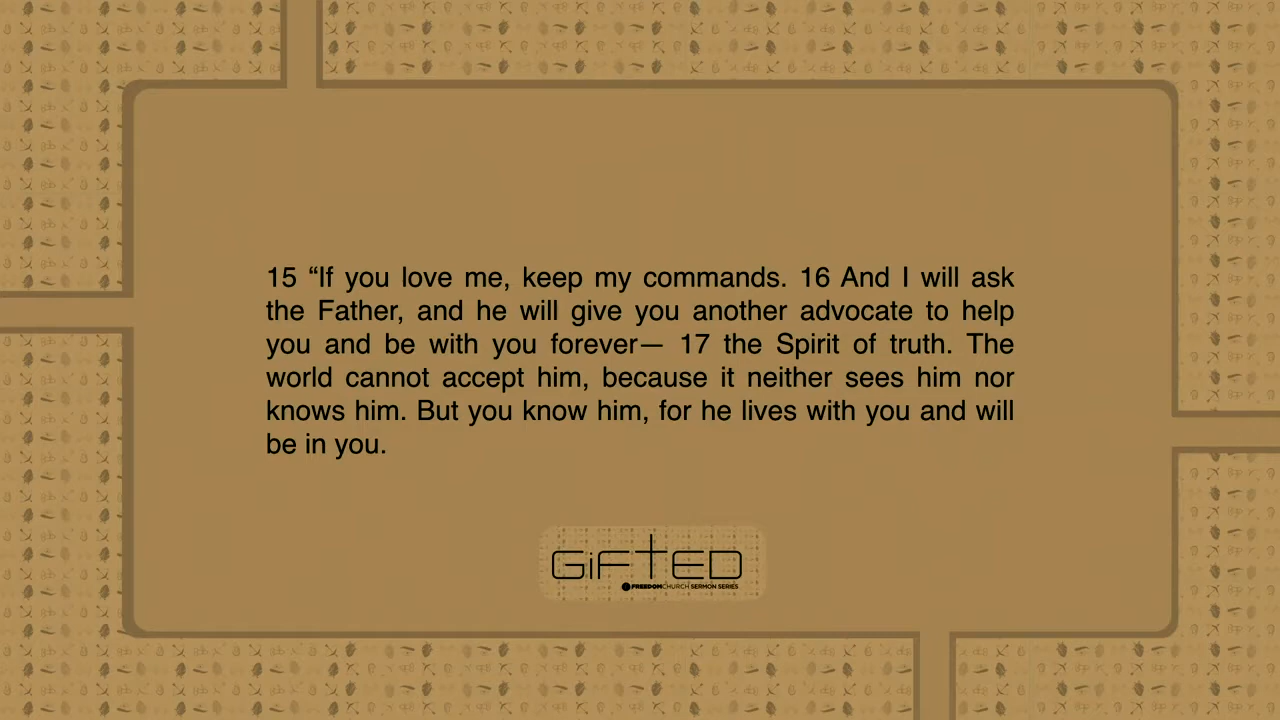 15 “If you love me, keep my commands. 16 And I will ask
the Father, and he will give you another advocate to help
you and be with you forever— 17 the Spirit of truth. The
world cannot accept him, because it neither sees him nor
knows him. But you know him, for he lives with you and will
be in you.
GiFTED
FREEDOMCHURCH SERMON SERIES